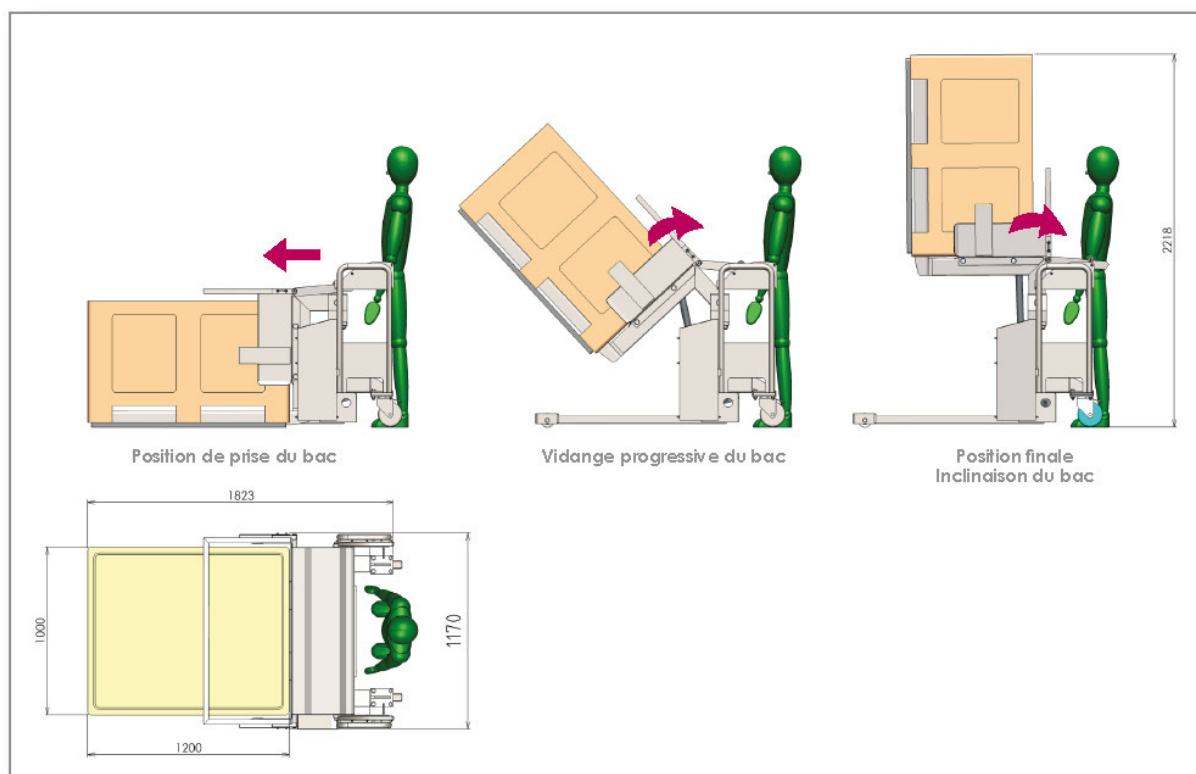 2218
Position de prise du bac
Vidange progressive du bac
Position finale
Inclinaison du bac
1823
1000
1170
1200